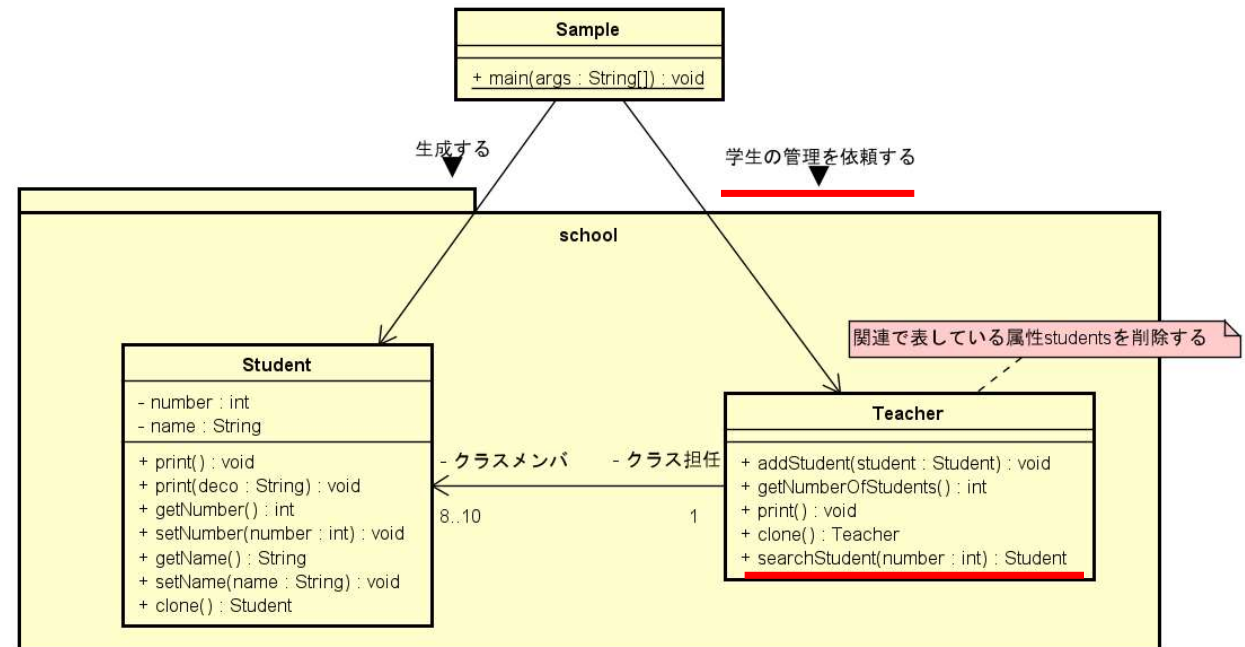 Sample
+ main(args : String[]) : void
生成する
学生の管理を依頼する
school
関連で表している属性studentsを削除する
Student
- number : int
- name : String
+ print() : void
+ print(deco : String) : void
+ getNumber() : int
+ setNumber(number : int) : void
+ getName() : String
+ setName(name : String) : void
+ clone() : Student
- クラスメンバ
- クラス担任
8..10
1
Teacher
+ addStudent(student : Student) : void
+ getNumberOfStudents() : int
+ print() : void
+ clone() : Teacher
+ searchStudent(number : int) : Student